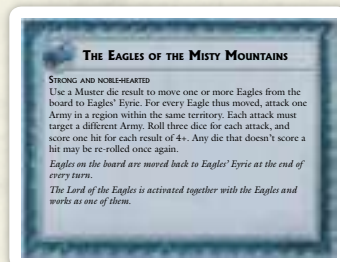 THE EAGLES OF THE MISTY MOUNTAINS
STRONG AND NOBLE-HEARTED
Use a Muster die result to move one or more Eagles from the
board to Eagles' Eyrie. For every Eagle thus moved, attack one
Army in a region within the same territory. Each attack must
target a different Army. Roll three dice for each attack, and
score one hit for each result of 4+. Any die that doesn't score a
hit may be re-rolled once again.
Eagles on the board are moved back to Eagles' Eyrie at the end of
every turn.
The Lord of the Eagles is activated together with the Eagles and
works as one of them.